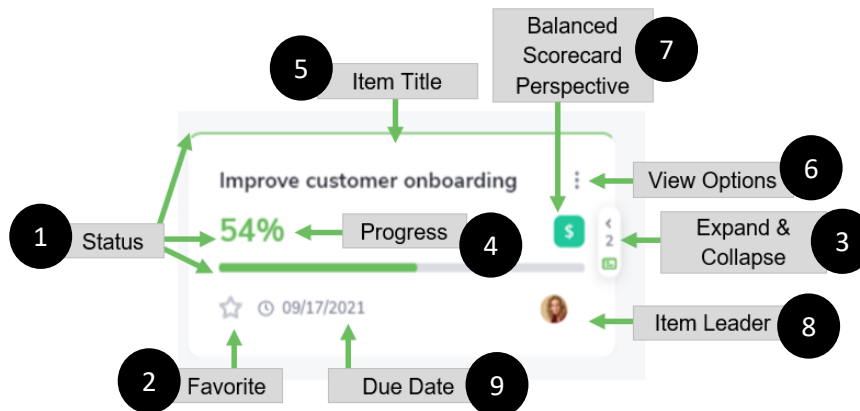 Balanced
Scorecard
Perspective
7
5
Item Title
Improve customer onboarding
View Options
6
1
Status
54%
Progress
4
$
2
Expand &
Collapse
3
09/17/2021
Item Leader
8
2
Favorite
Due Date
9